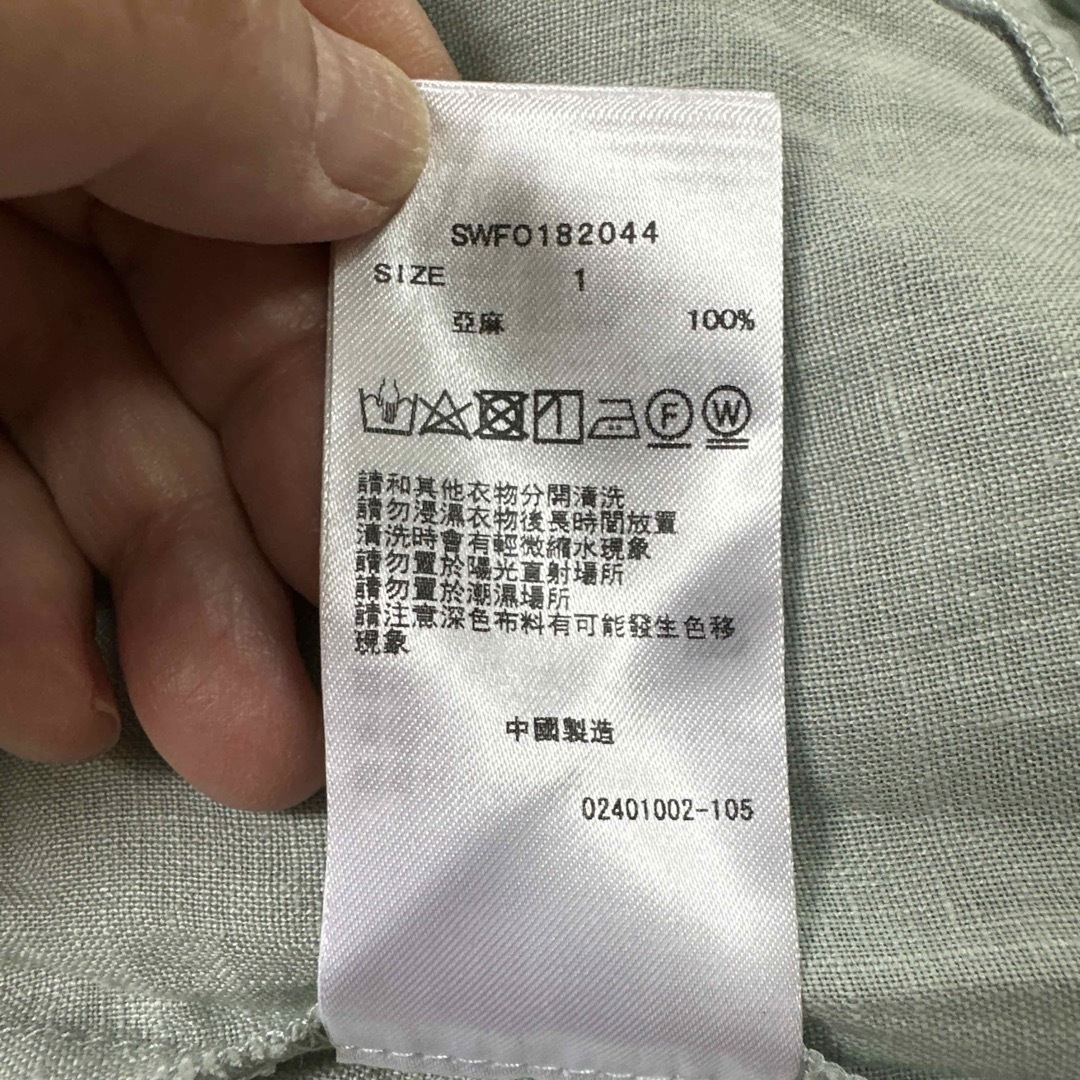 SWFO182044
SIZE 1
亞麻 100%
F W
請和其他衣物分開清洗
請勿浸濕衣物後長時間放置
清洗時會有輕微縮水現象
請勿置於陽光直射場所
請勿置於潮濕場所
請注意深色布料有可能發生色移
現象
中國製造
02401002-105